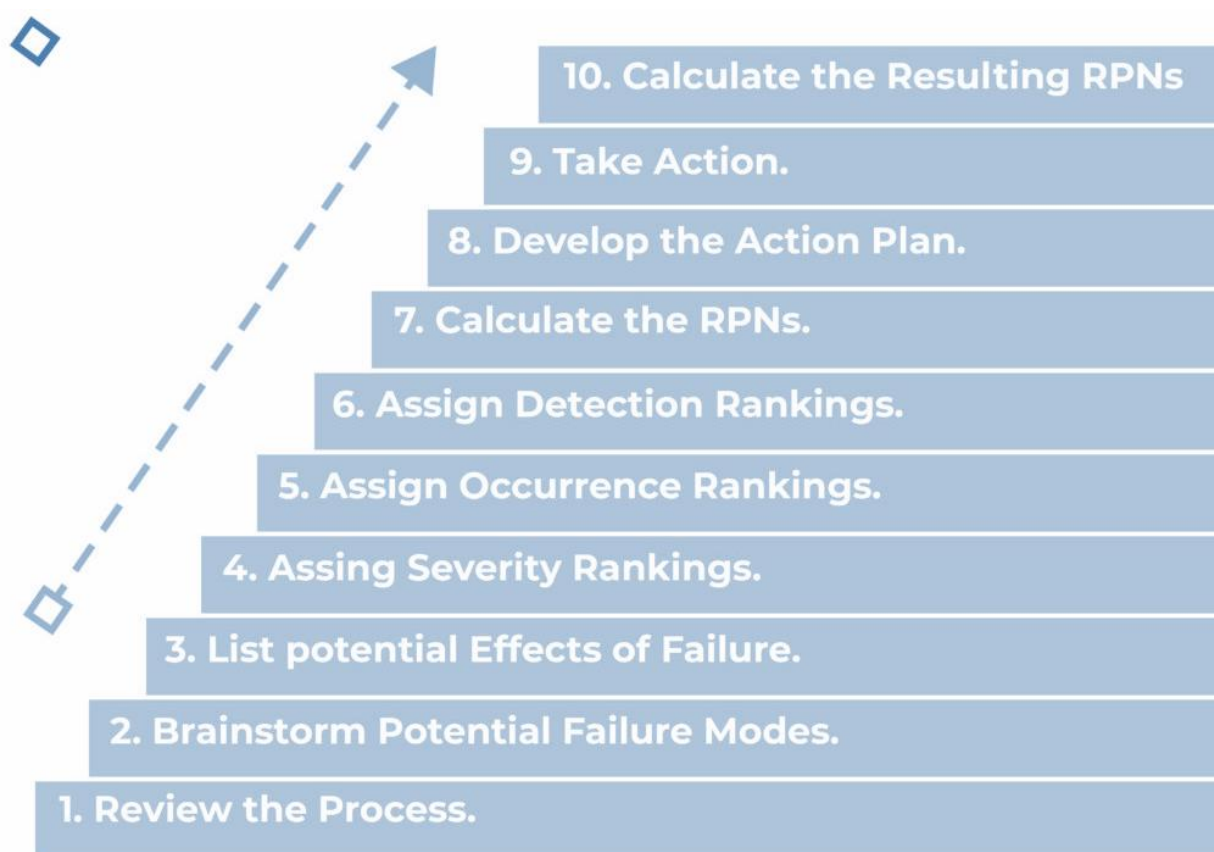 10. Calculate the Resulting RPNs
9. Take Action.
8. Develop the Action Plan.
7. Calculate the RPNs.
6. Assign Detection Rankings.
5. Assign Occurrence Rankings.
4. Assing Severity Rankings.
3. List potential Effects of Failure.
2. Brainstorm Potential Failure Modes.
1. Review the Process.